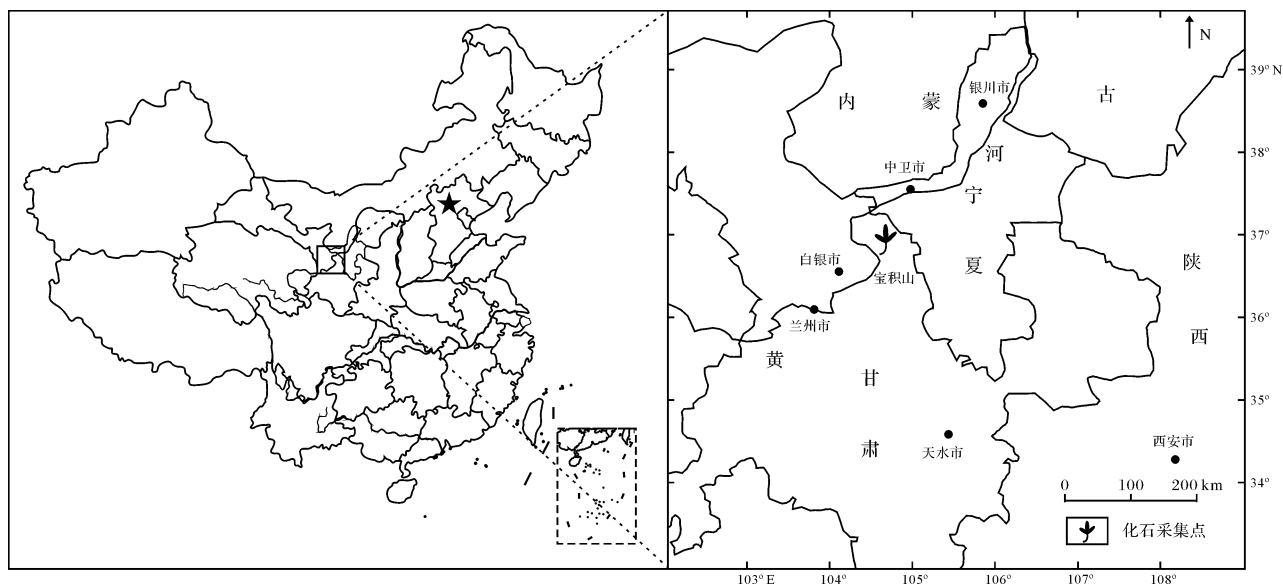 N
39° N
银川市
内 蒙 古
河
38°
中卫市
宁
37°
白银市
宝积山
夏
陕
36°
兰州市
西
黄
甘
35°
肃
天水市
西安市
34°
0 100 200 km
化石采集点
103° E 104° 105° 106° 107° 108°